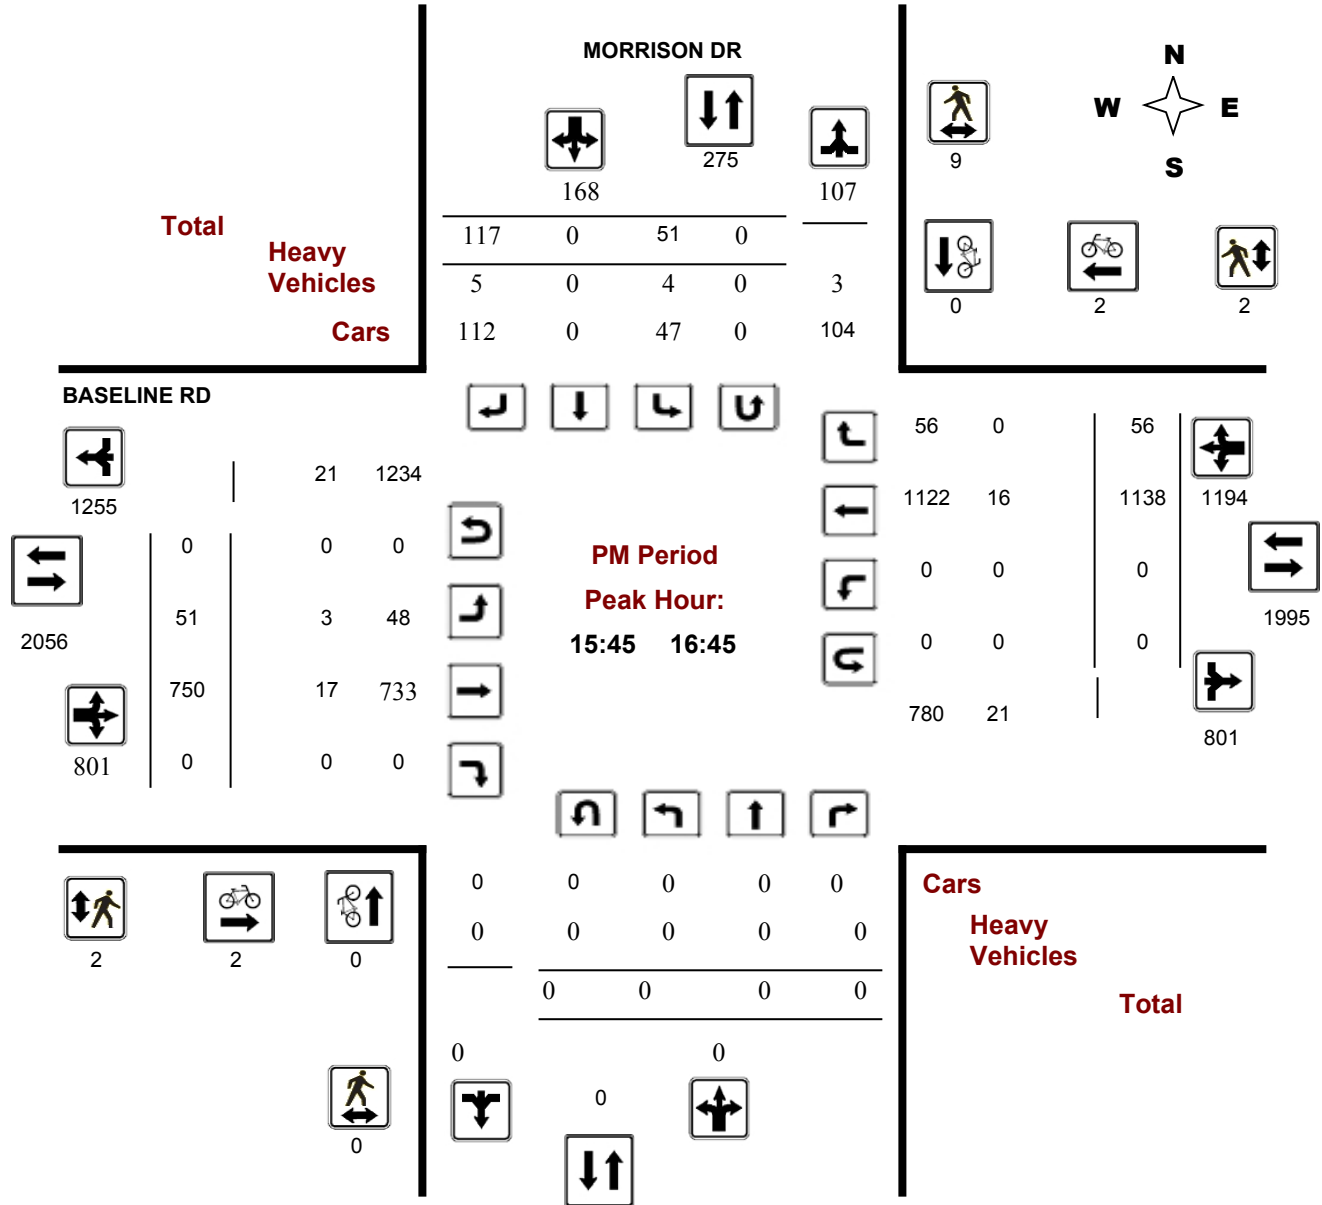 MORRISON DR
N
W E
S
275
9
168
107
Total
117 0 51 0
Heavy
Vehicles
5 0 4 0 3
0 2 2
Cars
112 0 47 0 104
BASELINE RD
56 0 56
21 1234
1255
1122 16 1138 1194
0 0 0
PM Period
0 0 0
Peak Hour:
51 3 48
1995
2056
15:45 16:45
0 0 0
750 17 733
780 21
801
801 0 0 0
0 0 0 0 0
Cars
0 0 0 0 0
Heavy
Vehicles
2 2 0
0 0 0 0
Total
0 0
0
0